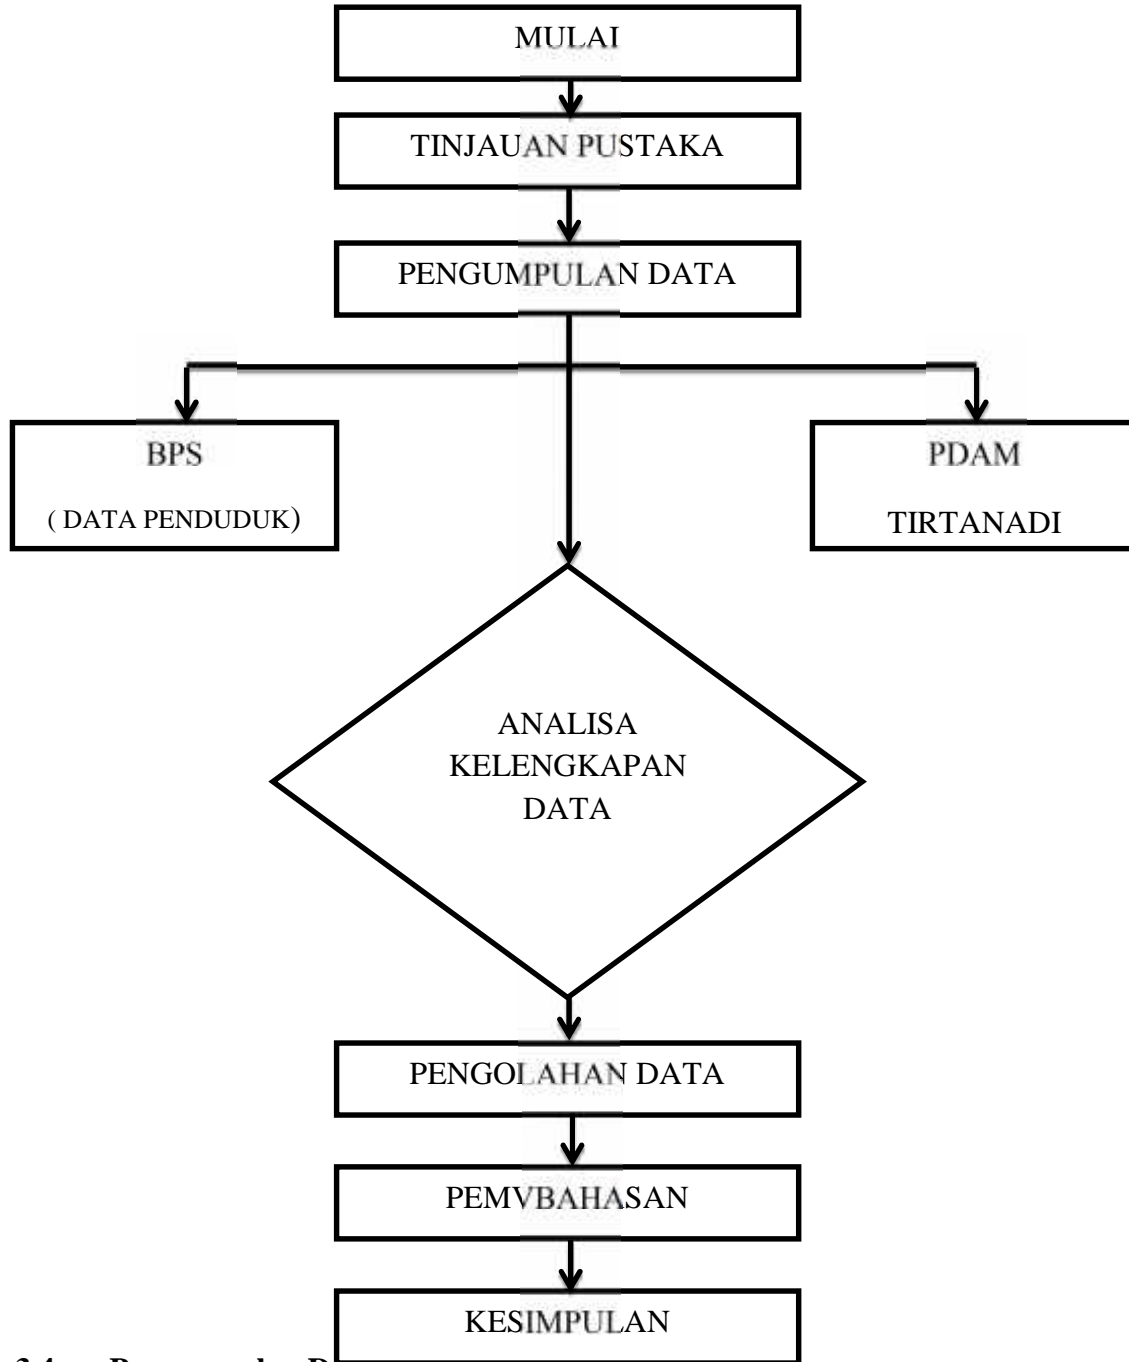 MULAI
TINJAUAN PUSTAKA
PENGUMPULAN DATA
BPS
( DATA PENDUDUK)
PDAM
TIRTANADI
ANALISA
KELENGKAPAN
DATA
PENGOLAHAN DATA
PEMVBAHASAN
KESIMPULAN